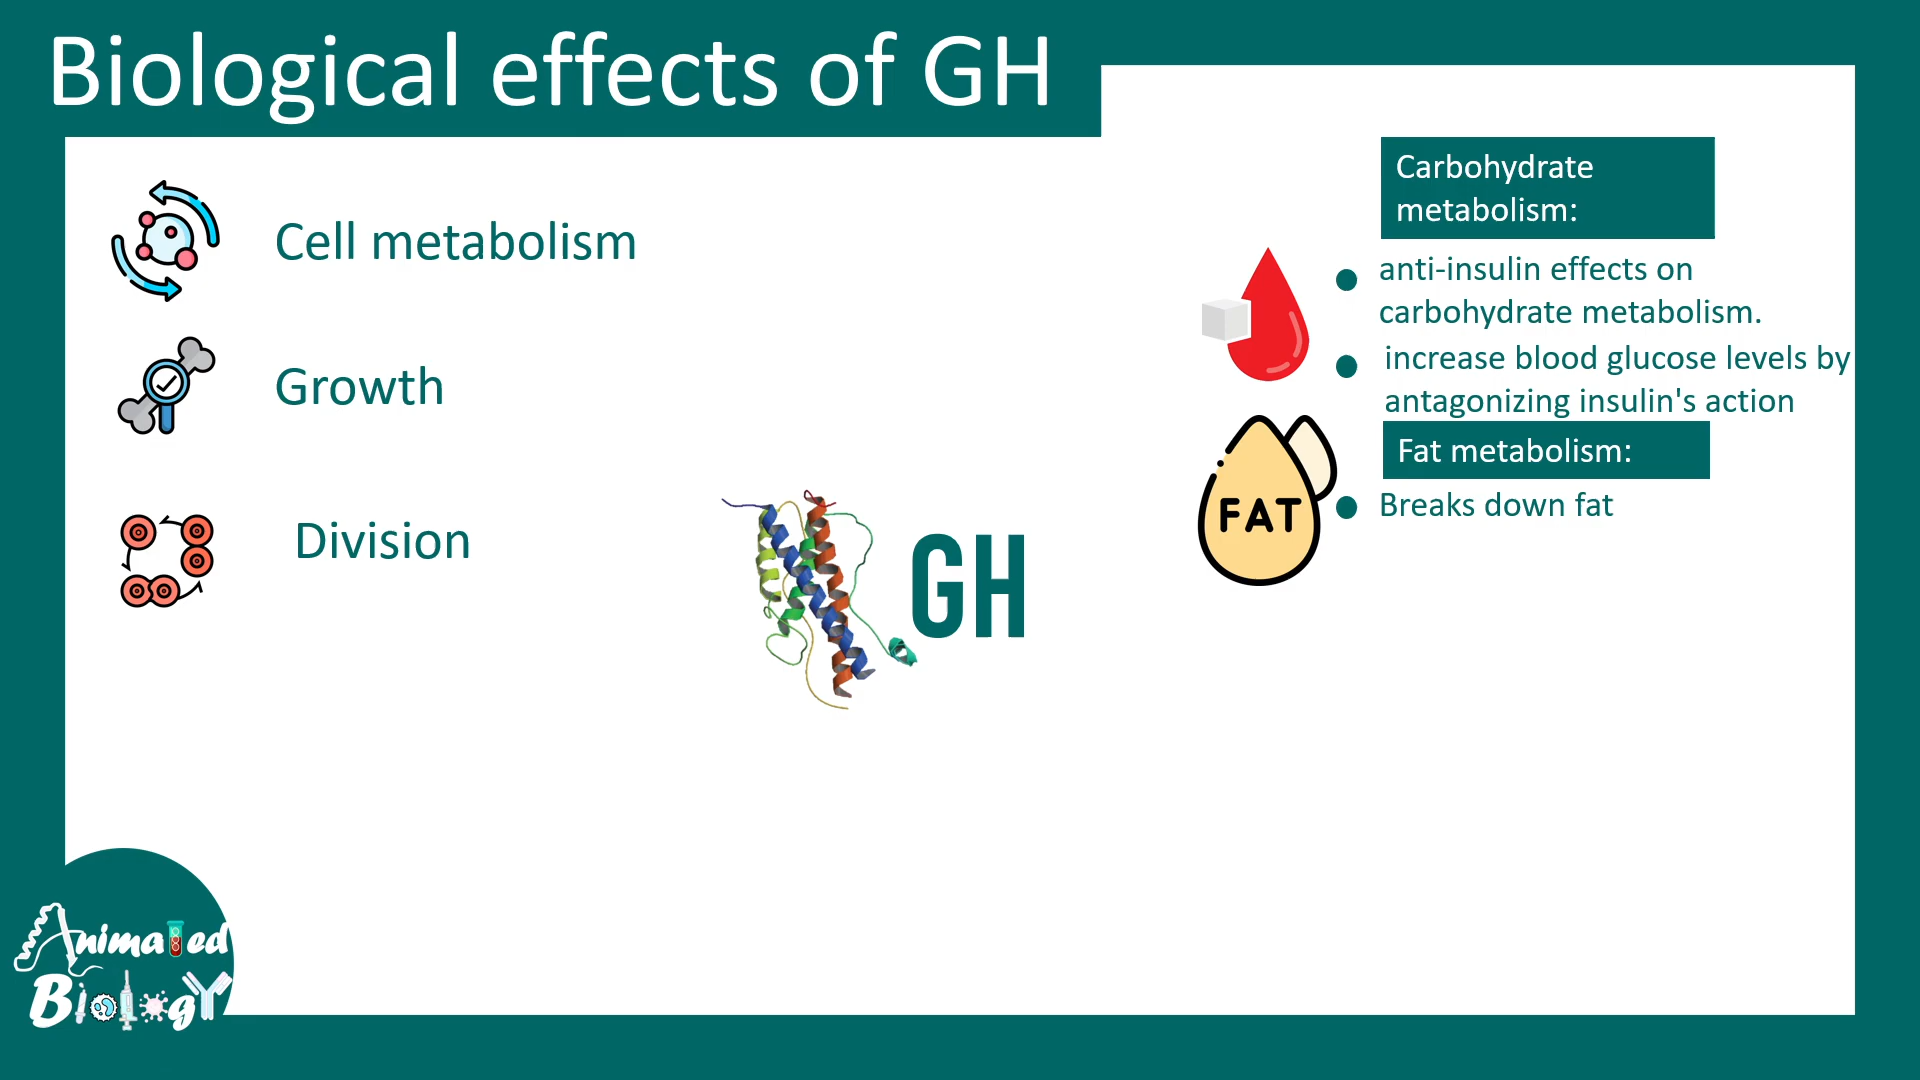 Biological effects of GH
Cell metabolism
Growth
Division
GH
Carbohydrate
metabolism:
anti-insulin effects on
carbohydrate metabolism.
increase blood glucose levels by
antagonizing insulin's action
Fat metabolism:
FAT
Breaks down fat
Animated
Biology